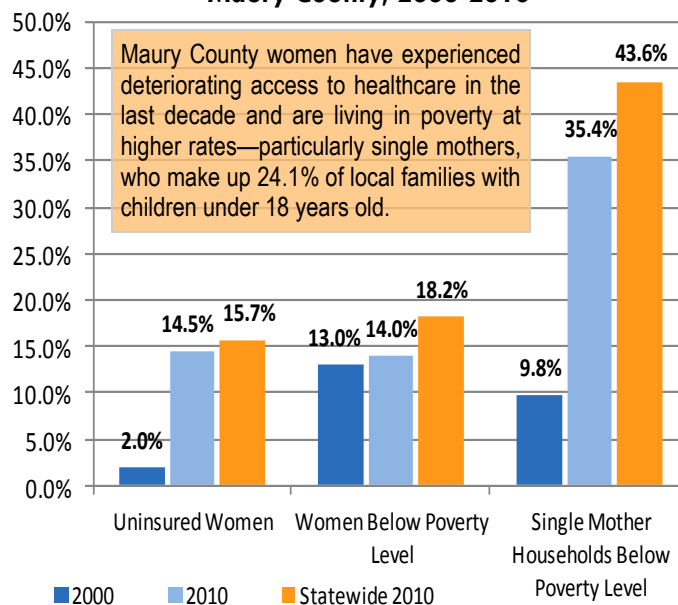 Maury County, 2000-2010
50.0%
45.0%
40.0%
35.0%
30.0%
25.0%
20.0%
15.0%
10.0%
5.0%
0.0%
Maury County women have experienced
deteriorating access to healthcare in the
last decade and are living in poverty at
higher rates—particularly single mothers,
who make up 24.1% of local families with
children under 18 years old.
2.0%
14.5%
15.7%
13.0%
14.0%
18.2%
9.8%
35.4%
43.6%
Uninsured Women
Women Below Poverty
Level
Single Mother
Households Below
Poverty Level
2000
2010
Statewide 2010